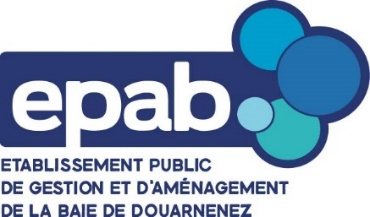 epab
ETABLISSEMENT PUBLIC
DE GESTION ET D'AMÉNAGEMENT
DE LA BAIE DE DOUARNENEZ